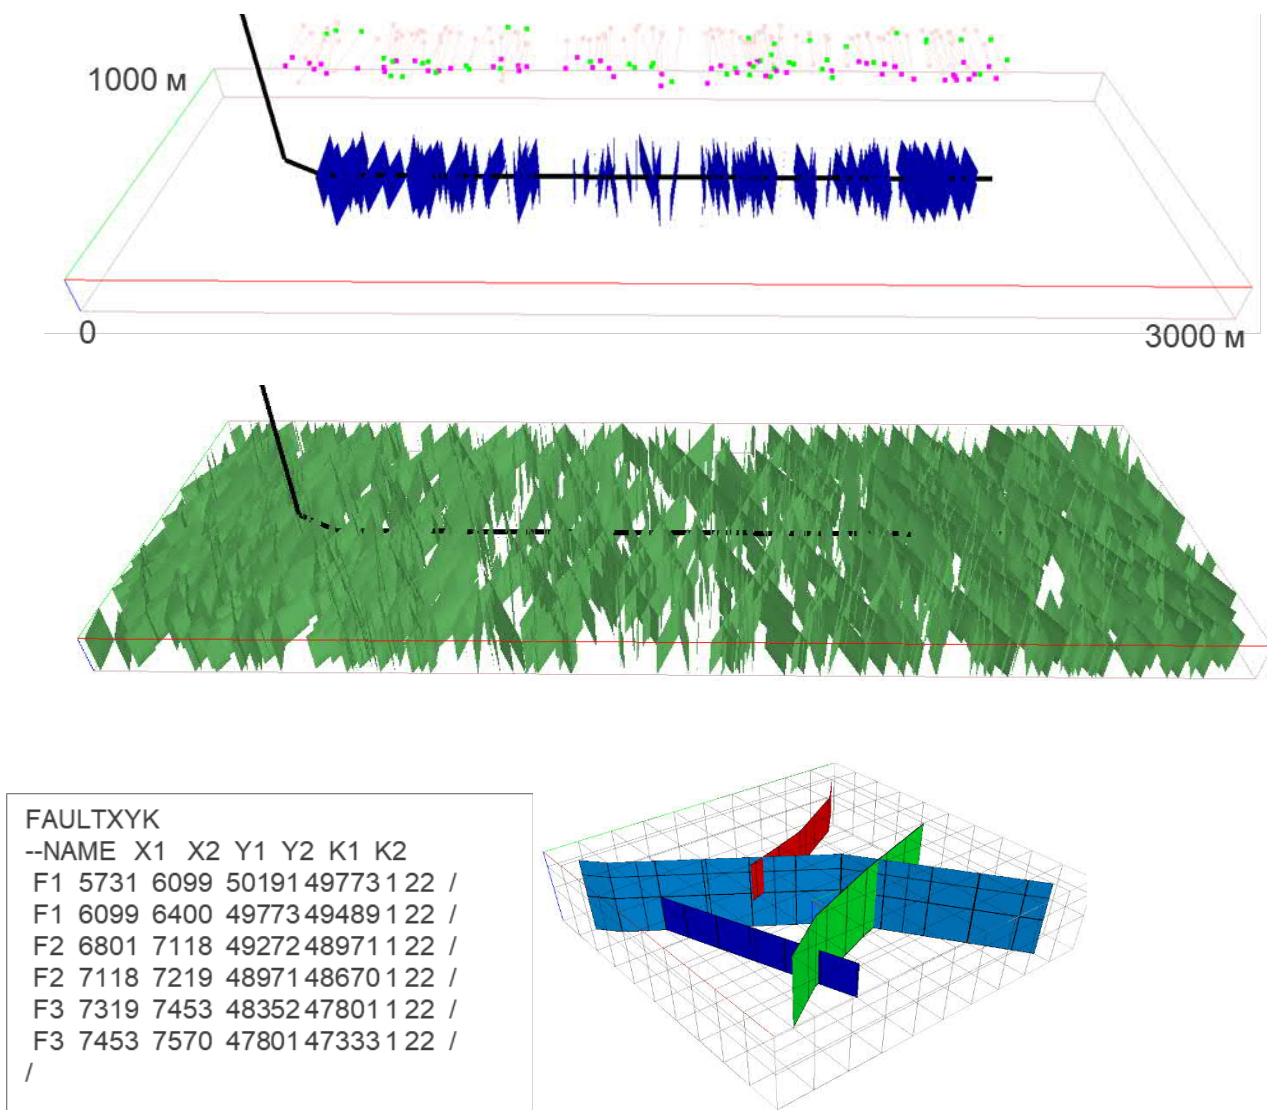 1000 м
0
3000 м
FAULTXYK
--NAME X1 X2 Y1 Y2 K1 K2
F1 5731 6099 50191 49773 1 22 /
F1 6099 6400 49773 49489 1 22 /
F2 6801 7118 49272 48971 1 22 /
F2 7118 7219 48971 48670 1 22 /
F3 7319 7453 48352 47801 1 22 /
F3 7453 7570 47801 47333 1 22 /
/